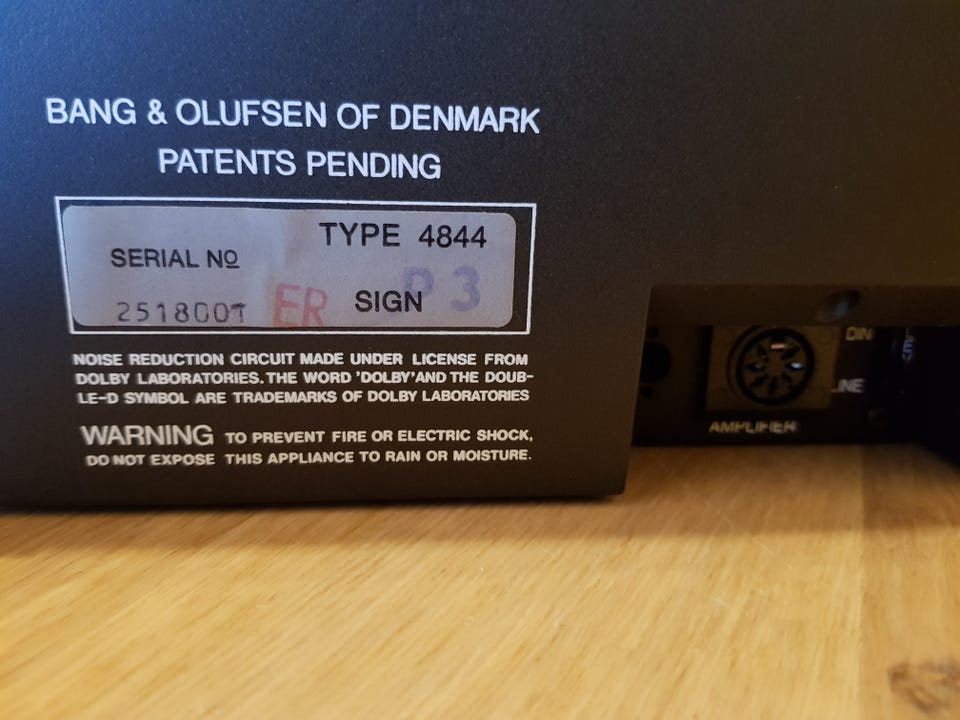 BANG & OLUFSEN OF DENMARK
PATENTS PENDING
TYPE 4844
SERIAL Nº
ER SIGN P 3
NOISE REDUCTION CIRCUIT MADE UNDER LICENSE FROM
DOLBY LABORATORIES. THE WORD 'DOLBY' AND THE DOUB-
LE-D SYMBOL ARE TRADEMARKS OF DOLBY LABORATORIES
WARNING TO PREVENT FIRE OR ELECTRIC SHOCK,
DO NOT EXPOSE THIS APPLIANCE TO RAIN OR MOISTURE.
DIN
LINE
AMPLIFIER